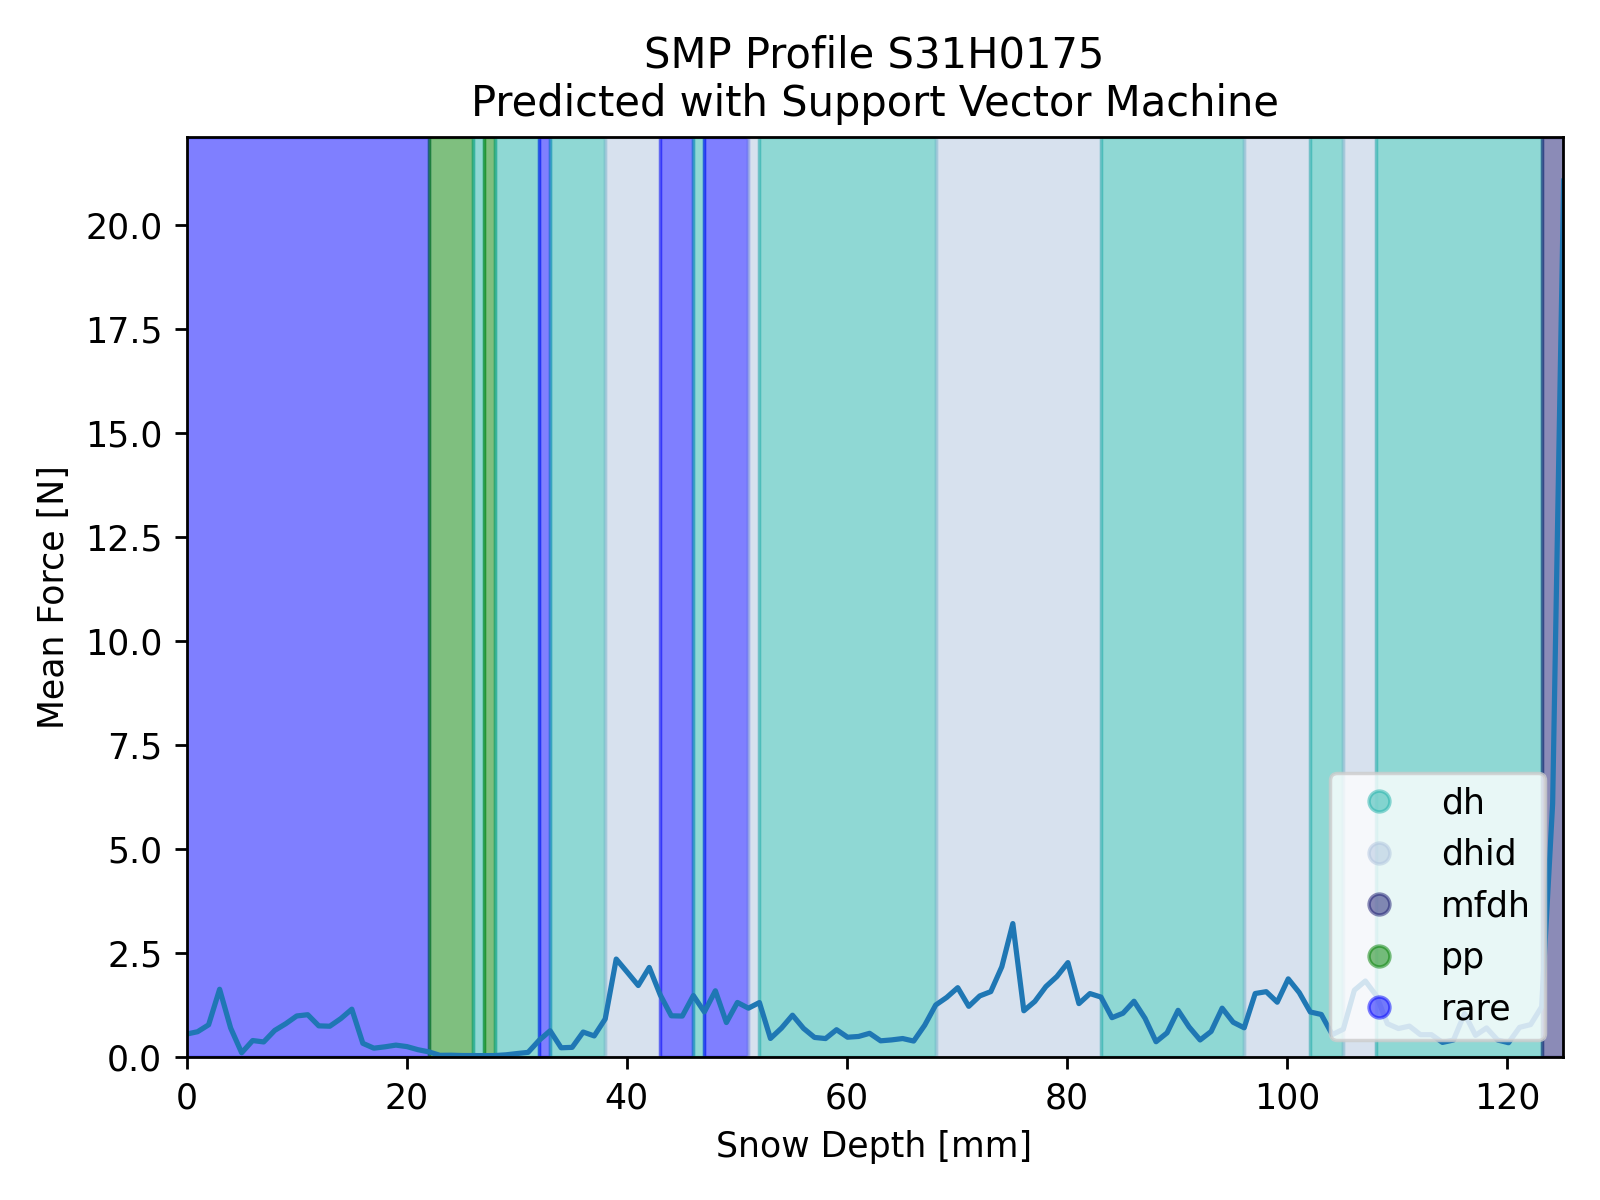 SMP Profile S31H0175
Predicted with Support Vector Machine
Mean Force [N]
20.0
17.5
15.0
12.5
10.0
7.5
5.0
2.5
0.0
dh
dhid
mfdh
pp
rare
0 20 40 60 80 100 120
Snow Depth [mm]